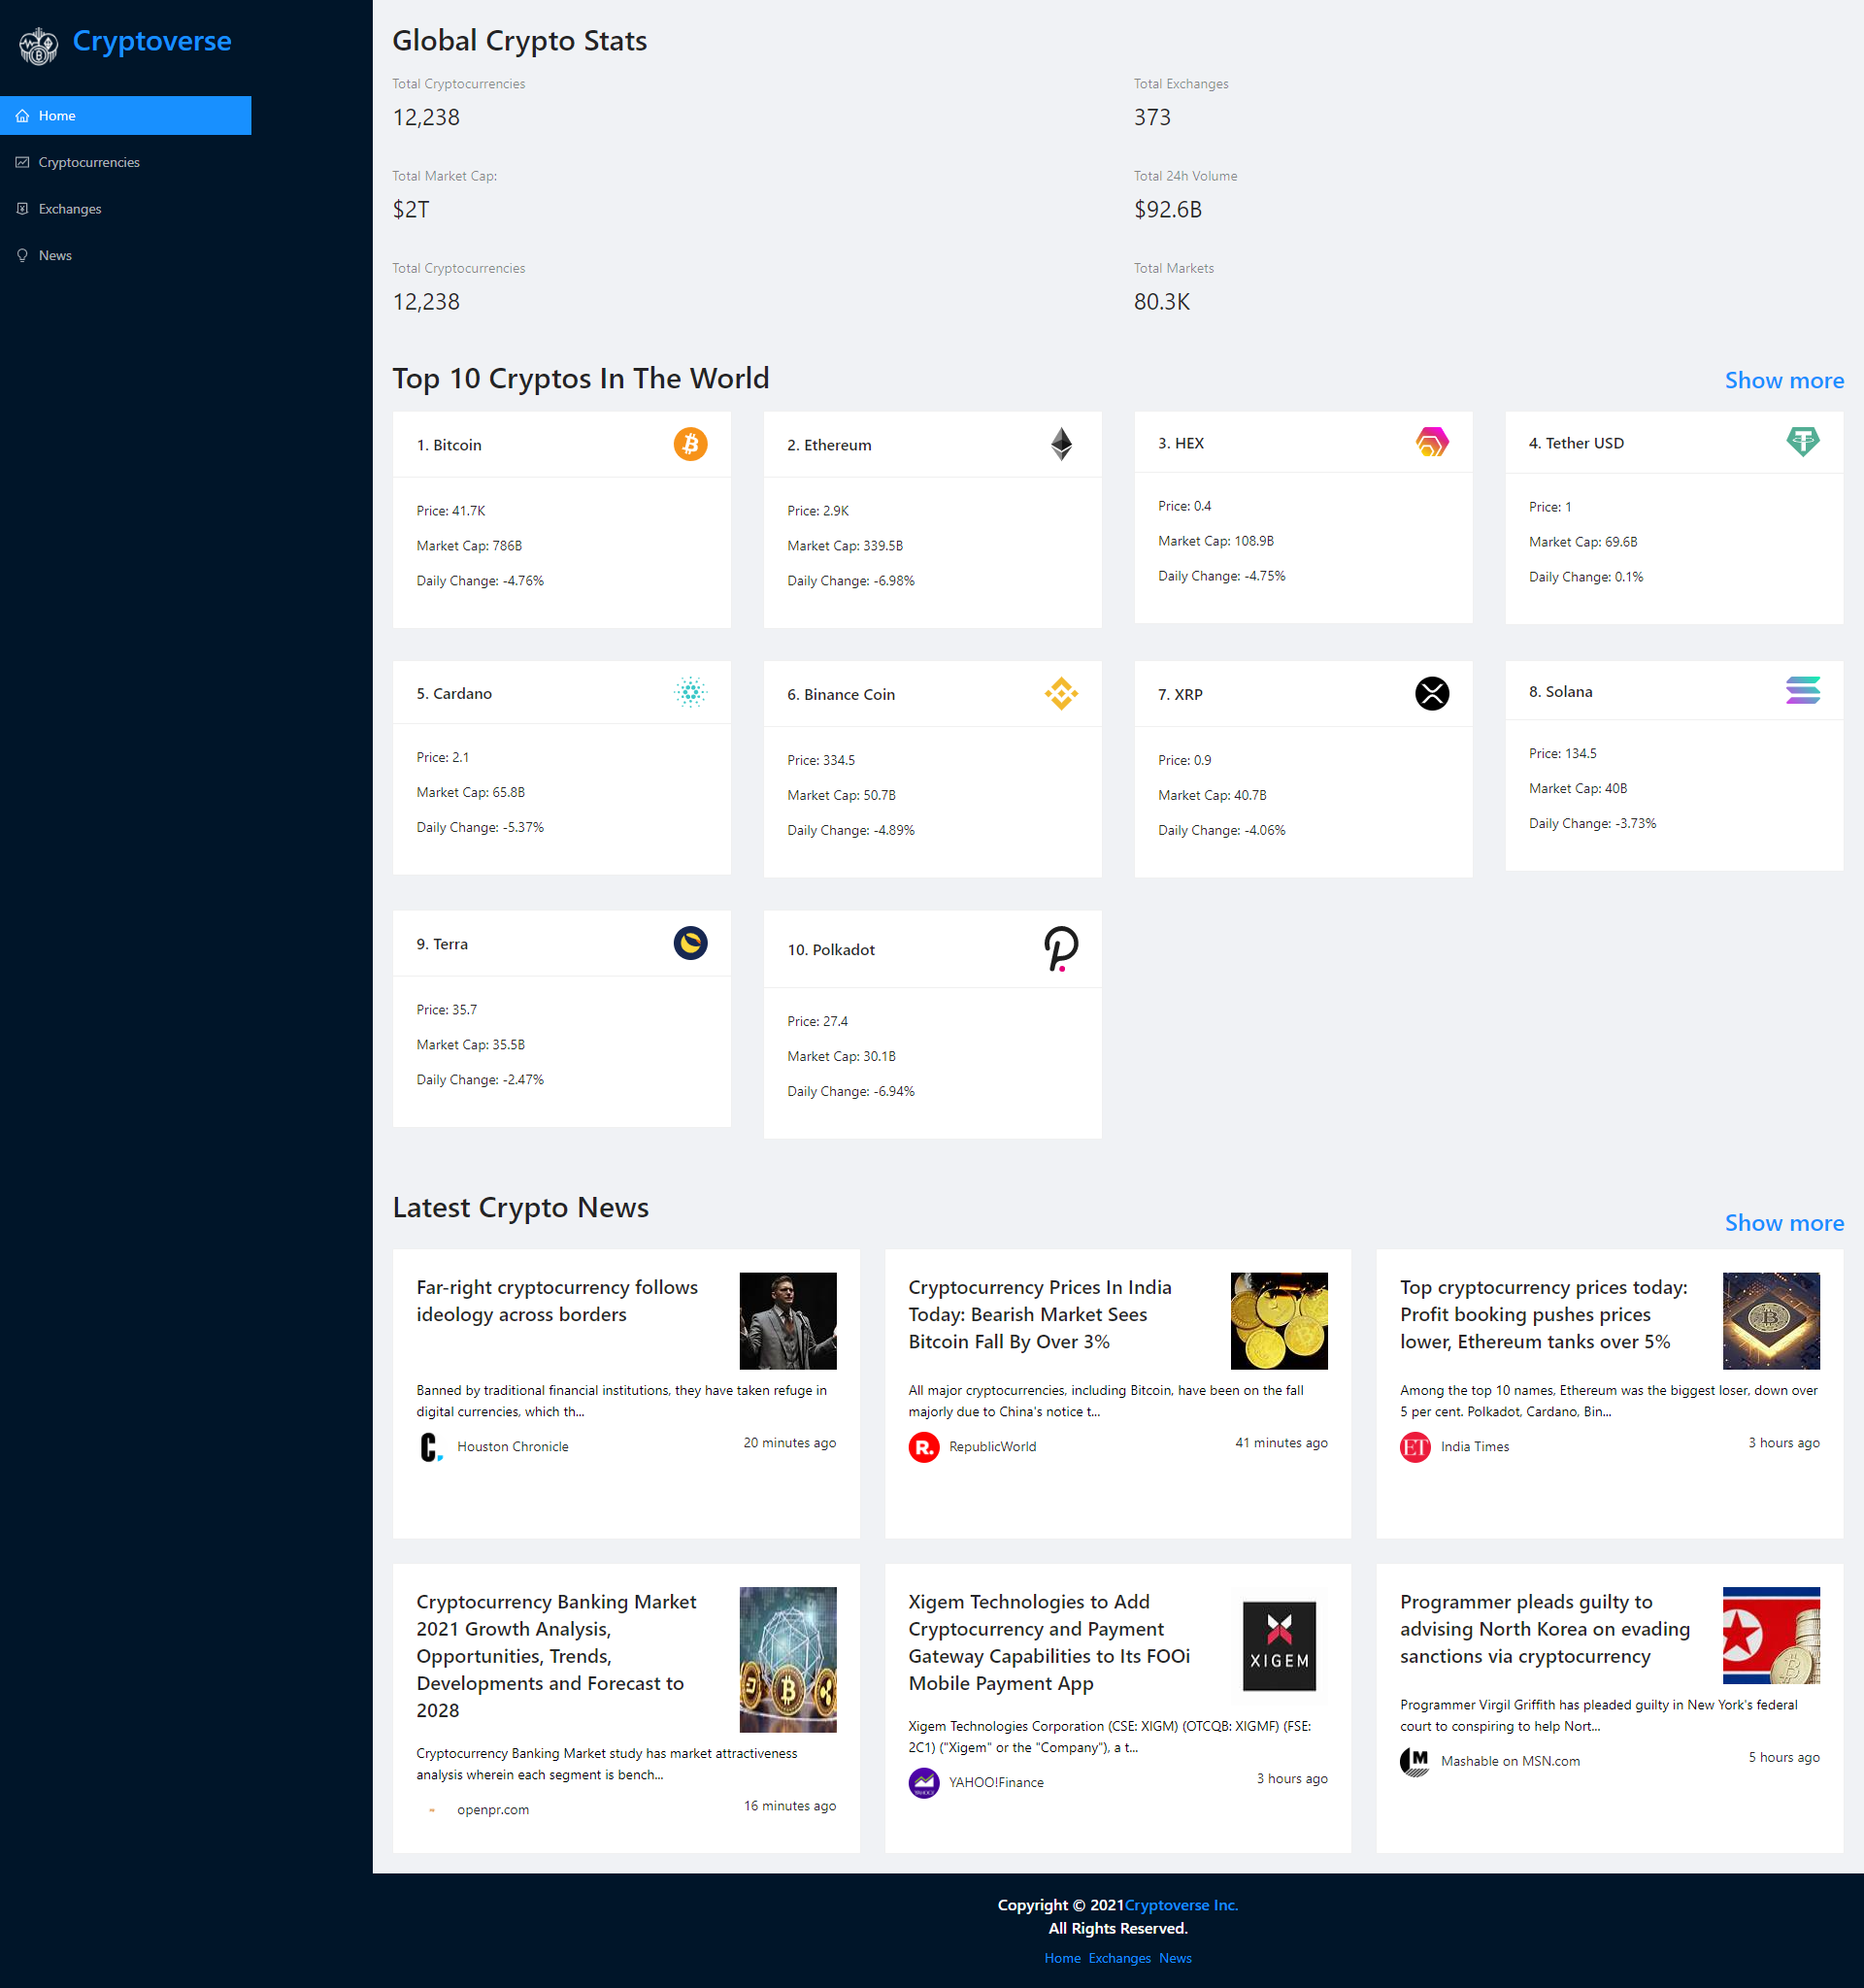 Cryptoverse
Home
Cryptocurrencies
Exchanges
News
Global Crypto Stats
Total Cryptocurrencies
12,238
Total Exchanges
373
Total Market Cap:
$2T
Total 24h Volume
$92.6B
Total Cryptocurrencies
12,238
Total Markets
80.3K
Top 10 Cryptos In The World
Show more
1. Bitcoin
Price: 41.7K
Market Cap: 786B
Daily Change: -4.76%
2. Ethereum
Price: 2.9K
Market Cap: 339.5B
Daily Change: -6.98%
3. HEX
Price: 0.4
Market Cap: 108.9B
Daily Change: -4.75%
4. Tether USD
Price: 1
Market Cap: 69.6B
Daily Change: 0.1%
5. Cardano
Price: 2.1
Market Cap: 65.8B
Daily Change: -5.37%
6. Binance Coin
Price: 334.5
Market Cap: 50.7B
Daily Change: -4.89%
7. XRP
Price: 0.9
Market Cap: 40.7B
Daily Change: -4.06%
8. Solana
Price: 134.5
Market Cap: 40B
Daily Change: -3.73%
9. Terra
Price: 35.7
Market Cap: 35.5B
Daily Change: -2.47%
10. Polkadot
Price: 27.4
Market Cap: 30.1B
Daily Change: -6.94%
Latest Crypto News
Show more
Far-right cryptocurrency follows
ideology across borders
Banned by traditional financial institutions, they have taken refuge in
digital currencies, which th...
C.
Houston Chronicle
20 minutes ago
Cryptocurrency Prices In India
Today: Bearish Market Sees
Bitcoin Fall By Over 3%
All major cryptocurrencies, including Bitcoin, have been on the fall
majorly due to China's notice t...
R.
RepublicWorld
41 minutes ago
Top cryptocurrency prices today:
Profit booking pushes prices
lower, Ethereum tanks over 5%
Among the top 10 names, Ethereum was the biggest loser, down over
5 per cent. Polkadot, Cardano, Bin...
ET
India Times
3 hours ago
Cryptocurrency Banking Market
2021 Growth Analysis,
Opportunities, Trends,
Developments and Forecast to
2028
Cryptocurrency Banking Market study has market attractiveness
analysis wherein each segment is bench...
openpr.com
16 minutes ago
Xigem Technologies to Add
Cryptocurrency and Payment
Gateway Capabilities to Its FOOi
Mobile Payment App
XIGEM
Xigem Technologies Corporation (CSE: XIGM) (OTCQB: XIGMF) (FSE:
2C1) ("Xigem" or the "Company"), a t...
YAHOO!Finance
3 hours ago
Programmer pleads guilty to
advising North Korea on evading
sanctions via cryptocurrency
Programmer Virgil Griffith has pleaded guilty in New York's federal
court to conspiring to help Nort...
M
Mashable on MSN.com
5 hours ago
Copyright © 2021Cryptoverse Inc.
All Rights Reserved.
Home Exchanges News